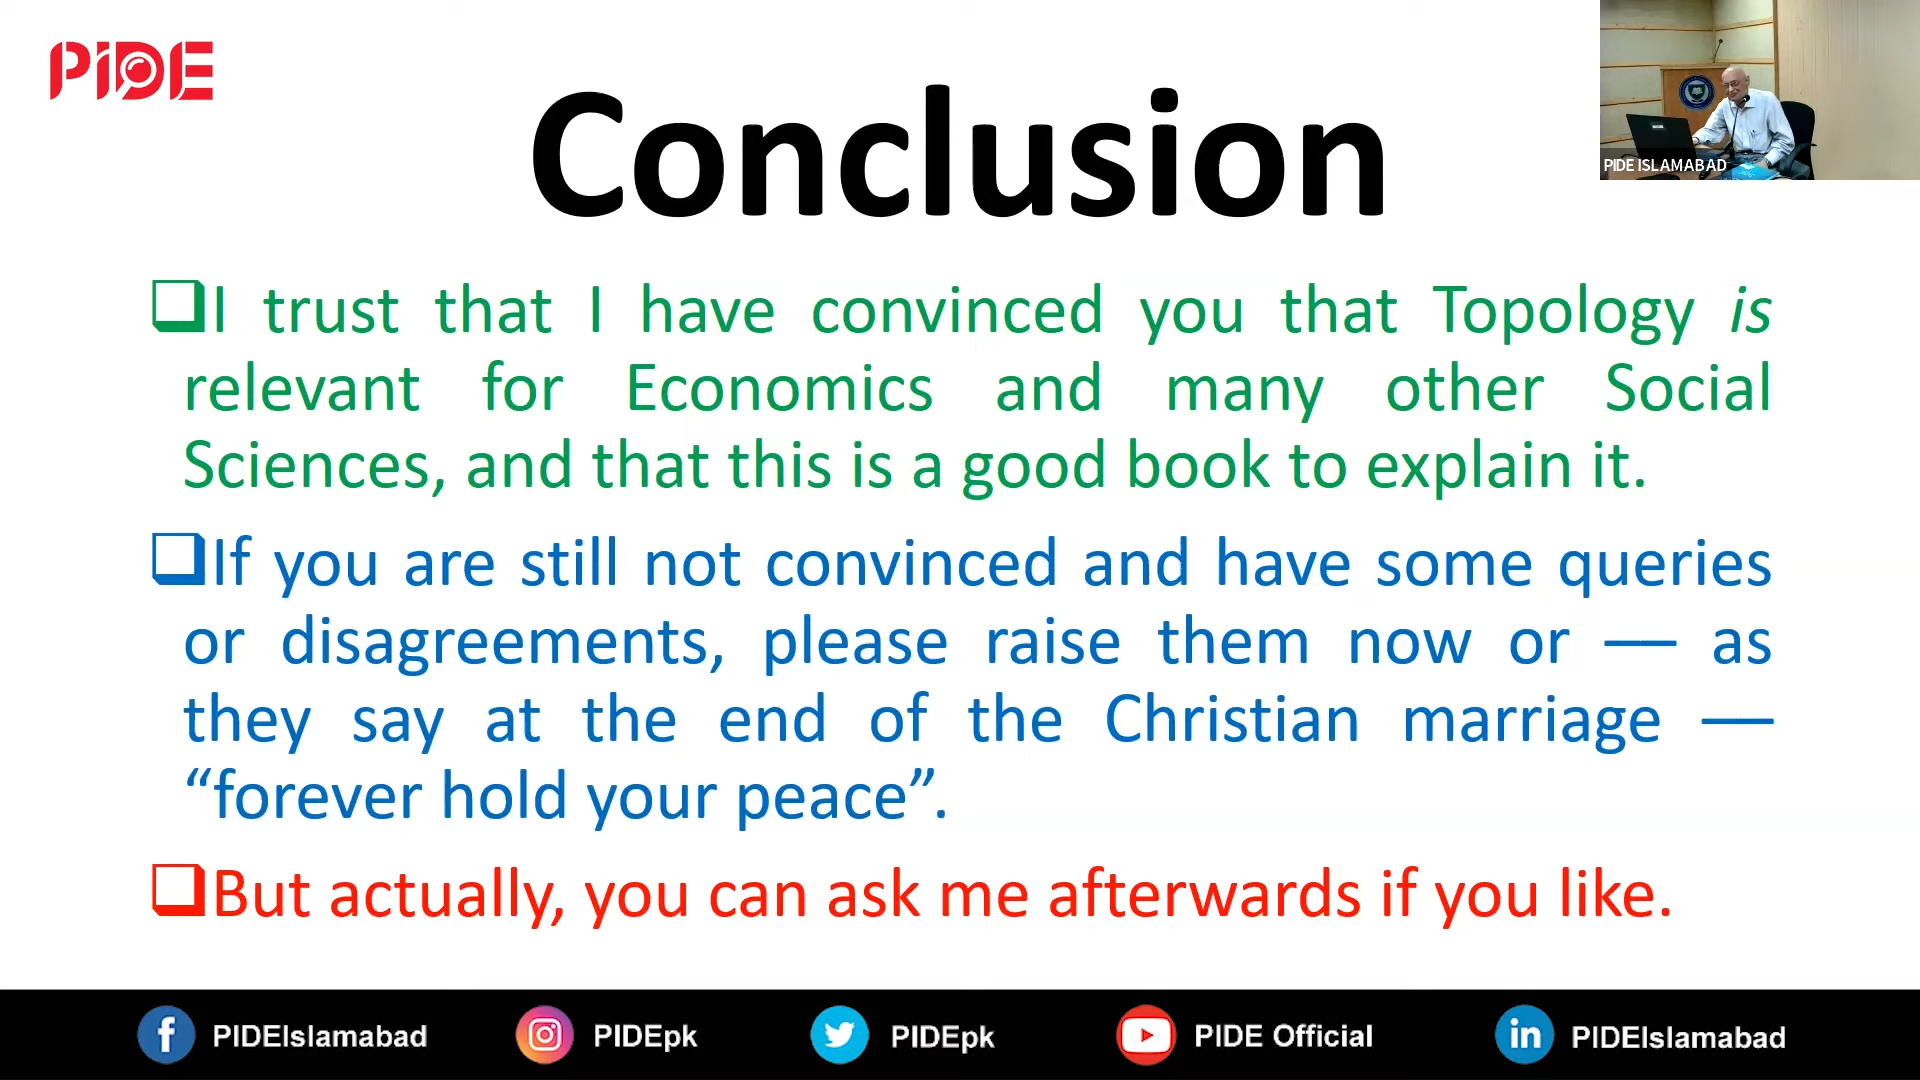 PIDE
Conclusion
PIDE ISLAMABAD
I trust that I have convinced you that Topology is
relevant for Economics and many other Social
Sciences, and that this is a good book to explain it.
If you are still not convinced and have some queries
or disagreements, please raise them now or — as
they say at the end of the Christian marriage —
“forever hold your peace”.
But actually, you can ask me afterwards if you like.
PIDEIslamabad
PIDEpk
PIDEpk
PIDE Official
PIDEIslamabad